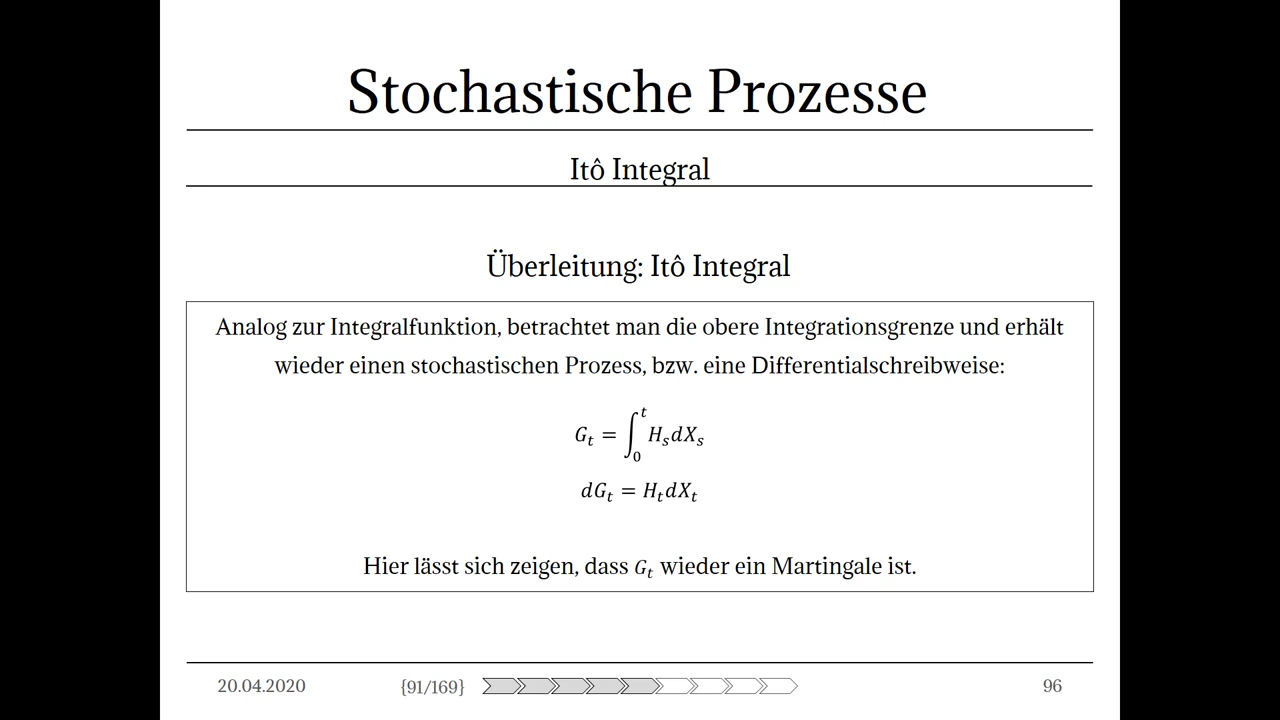 Stochastische Prozesse
Itô Integral
Überleitung: Itô Integral
Analog zur Integralfunktion, betrachtet man die obere Integrationsgrenze und erhält
wieder einen stochastischen Prozess, bzw. eine Differentialschreibweise:
G_t = ∫_0^t H_s dX_s
dG_t = H_t dX_t
Hier lässt sich zeigen, dass G_t wieder ein Martingale ist.
20.04.2020 {91/169} 96